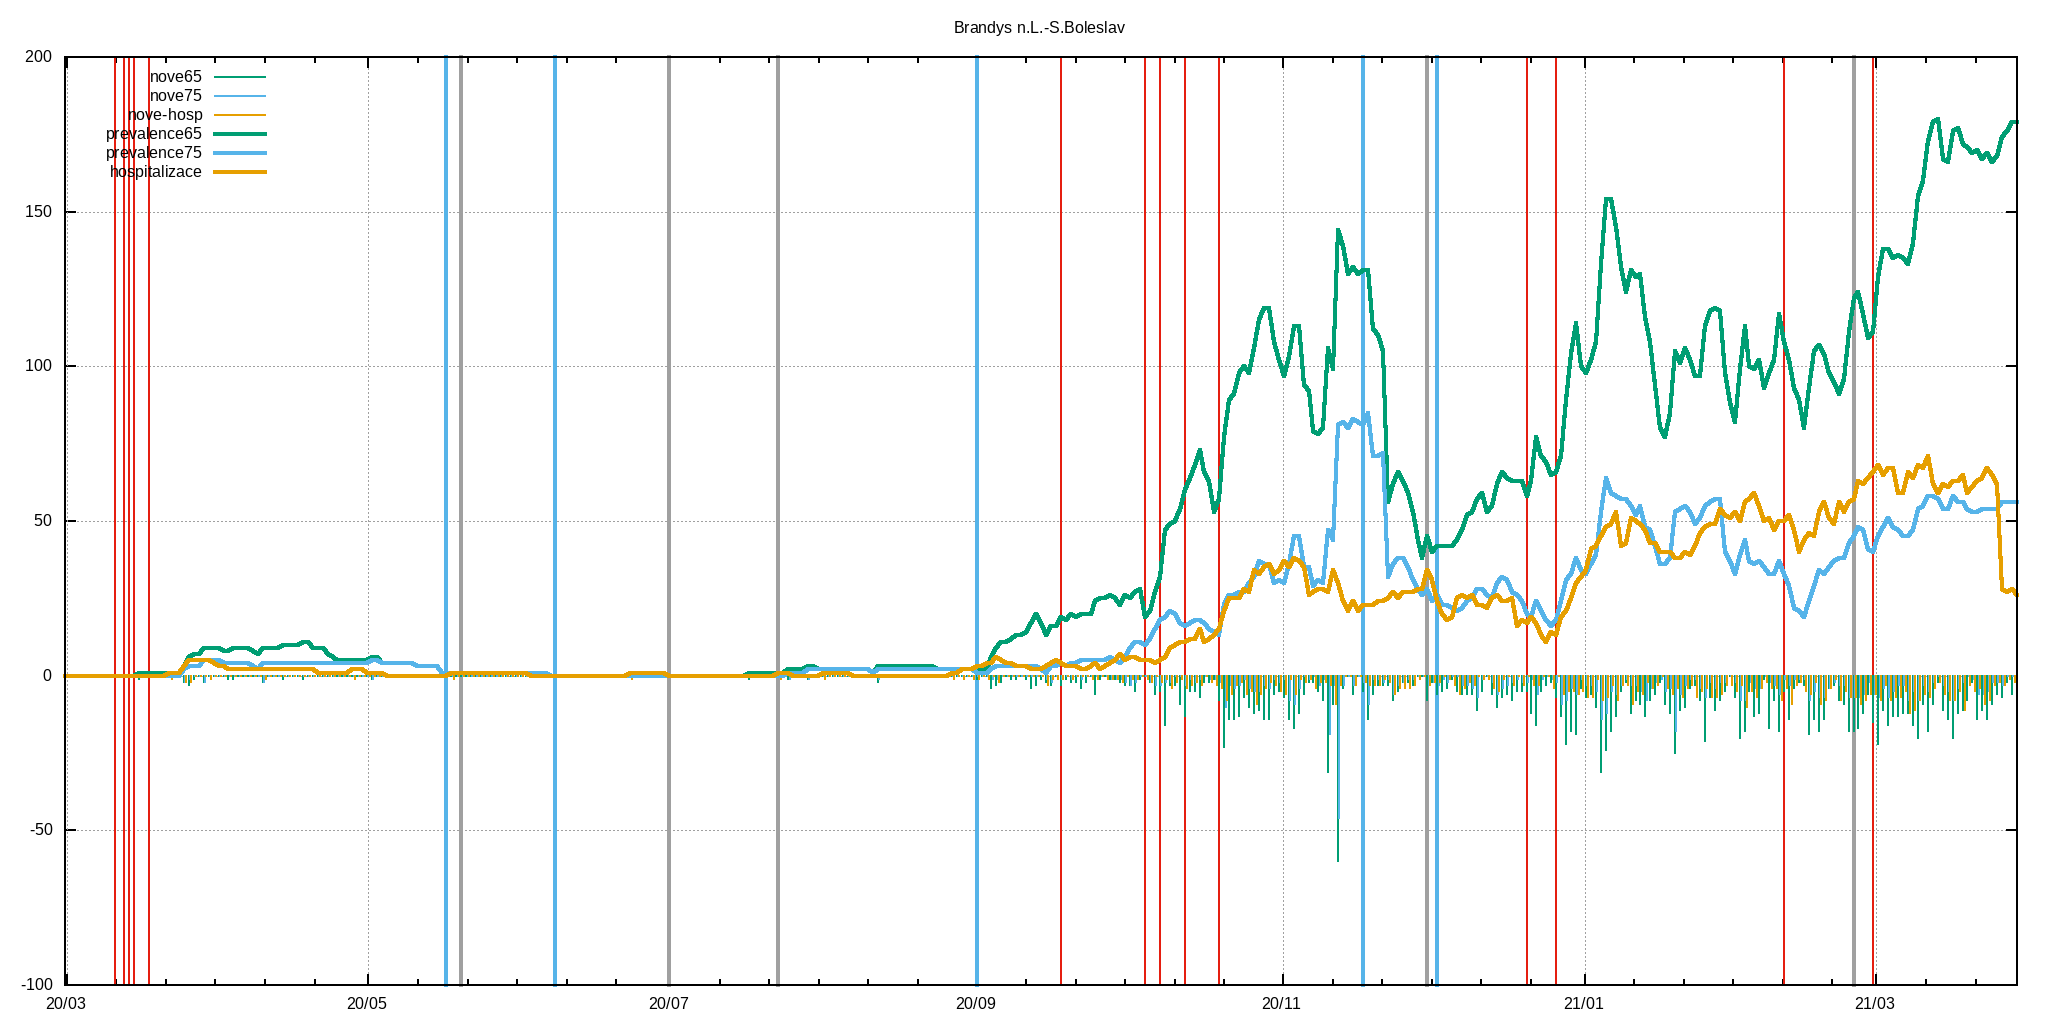 Brandys n.L.-S.Boleslav
200
150
100
50
0
-50
-100
nove65
nove75
nove-hosp
prevalence65
prevalence75
hospitalizace
20/03 20/05 20/07 20/09 20/11 21/01 21/03